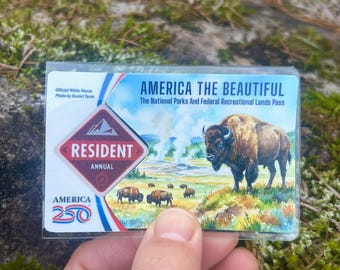 AMERICA THE BEAUTIFUL
The National Parks And Federal Recreational Lands Pass
Official White House
Photo by Daniel Torok
RESIDENT
ANNUAL
AMERICA
250